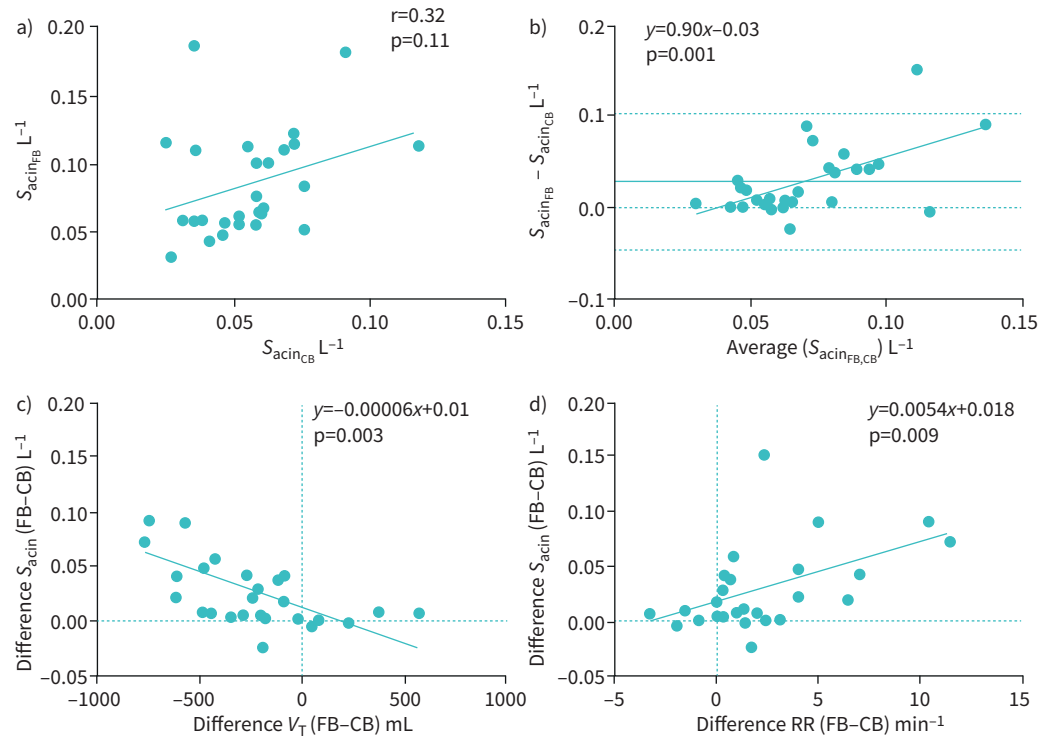 a)
r=0.32
p=0.11
0.20
0.15
0.10
0.05
0.00
S_acin_FB L⁻¹
0.00 0.05 0.10 0.15
S_acin_CB L⁻¹
b)
y=0.90x–0.03
p=0.001
0.2
0.1
0.0
–0.1
S_acin_FB – S_acin_CB L⁻¹
0.00 0.05 0.10 0.15
Average (S_acin_FB,CB) L⁻¹
c)
y=–0.00006x+0.01
p=0.003
0.20
0.15
0.10
0.05
0.00
–0.05
Difference S_acin (FB–CB) L⁻¹
–1000 –500 0 500 1000
Difference V_T (FB–CB) mL
d)
y=0.0054x+0.018
p=0.009
0.20
0.15
0.10
0.05
0.00
0.05
Difference S_acin (FB–CB) L⁻¹
–5 0 5 10 15
Difference RR (FB–CB) min⁻¹